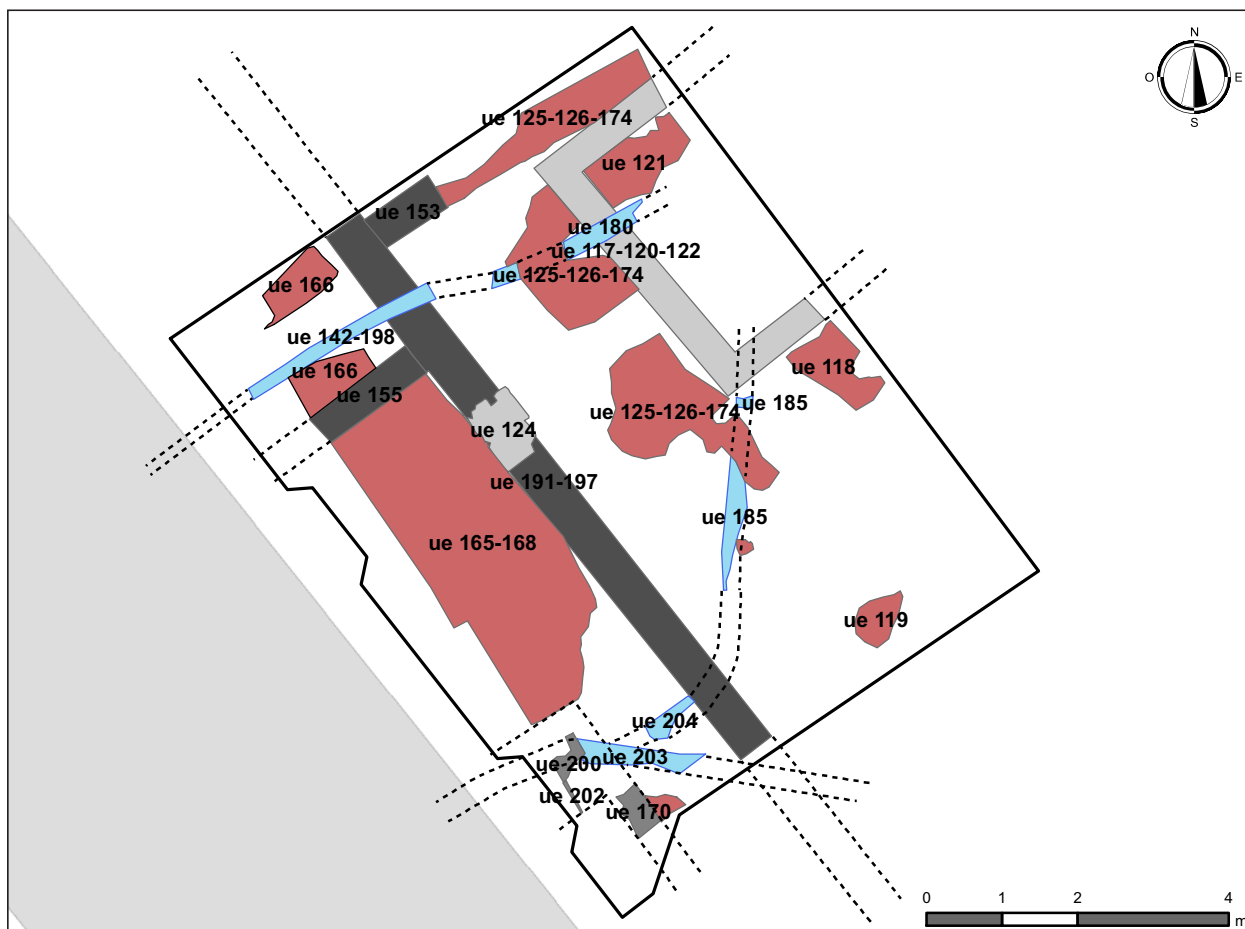 N
O E
S
ue 125-126-174
ue 121
ue 153
ue 180
ue 117-120-122
ue 125-126-174
ue 166
ue 142-198
ue 166
ue 155
ue 118
ue 125-126-174
ue 185
ue 124
ue 191-197
ue 185
ue 165-168
ue 119
ue 204
ue 203
ue 200
ue 202
ue 170
0 1 2 4
m